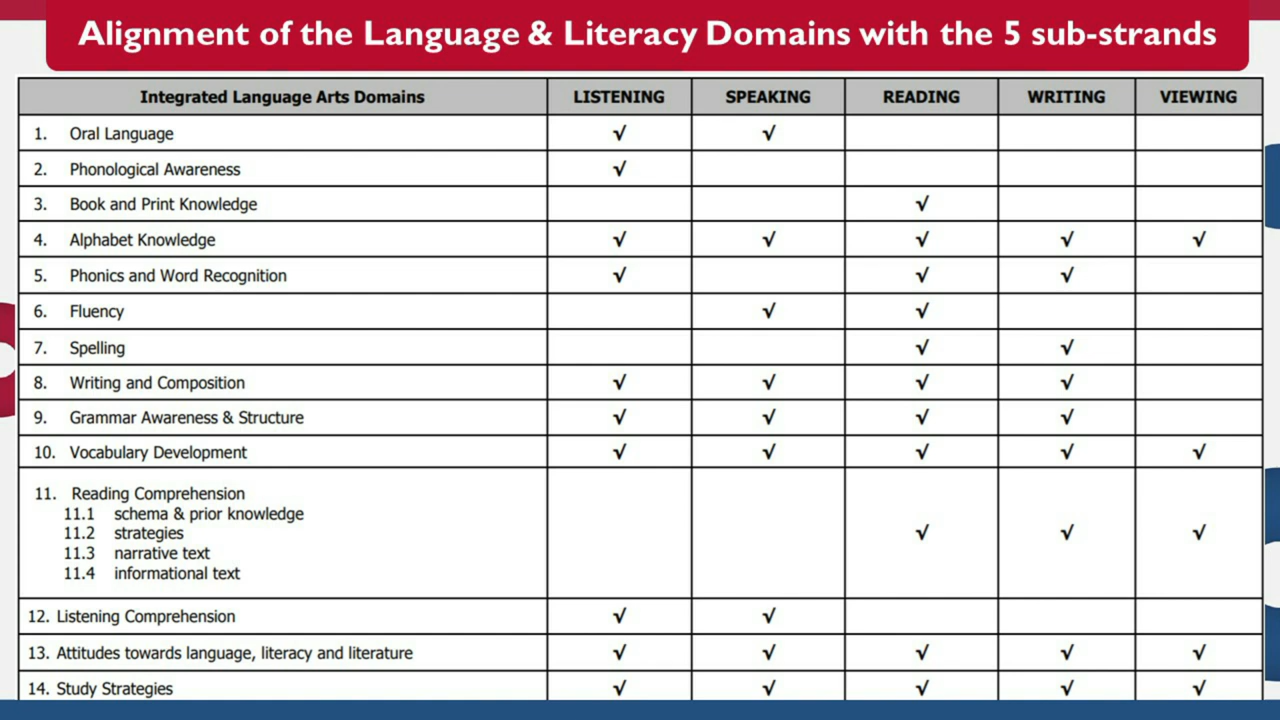 Alignment of the Language & Literacy Domains with the 5 sub-strands
Integrated Language Arts Domains LISTENING SPEAKING READING WRITING VIEWING
1. Oral Language √ √
2. Phonological Awareness √
3. Book and Print Knowledge √
4. Alphabet Knowledge √ √ √ √ √
5. Phonics and Word Recognition √ √ √
6. Fluency √ √
7. Spelling √ √
8. Writing and Composition √ √ √ √
9. Grammar Awareness & Structure √ √ √ √
10. Vocabulary Development √ √ √ √ √
11. Reading Comprehension
11.1 schema & prior knowledge
11.2 strategies √ √ √
11.3 narrative text
11.4 informational text
12. Listening Comprehension √ √
13. Attitudes towards language, literacy and literature √ √ √ √ √
14. Study Strategies √ √ √ √ √